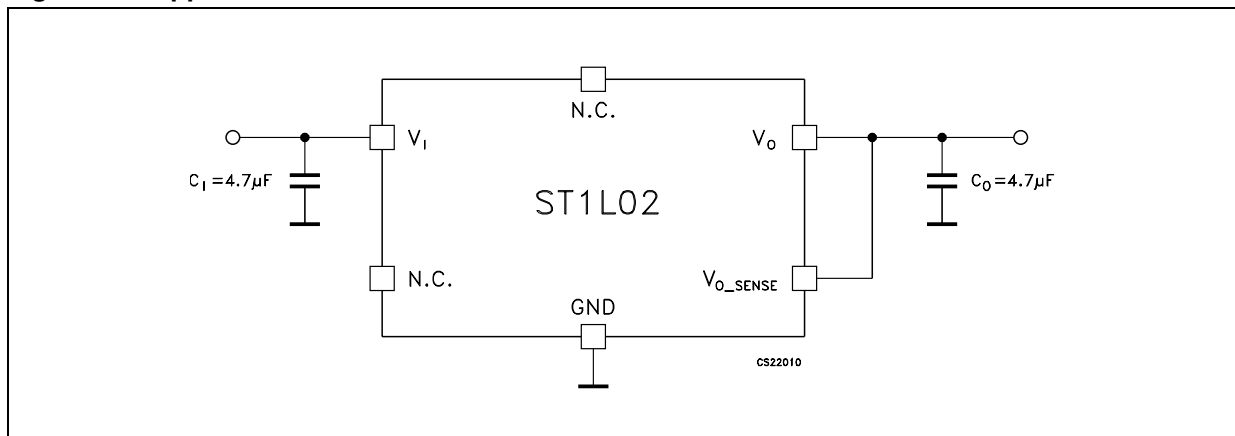 N.C.
V_I
V_O
C_I=4.7µF
C_O=4.7µF
ST1L02
N.C.
V_O_SENSE
GND
CS22010